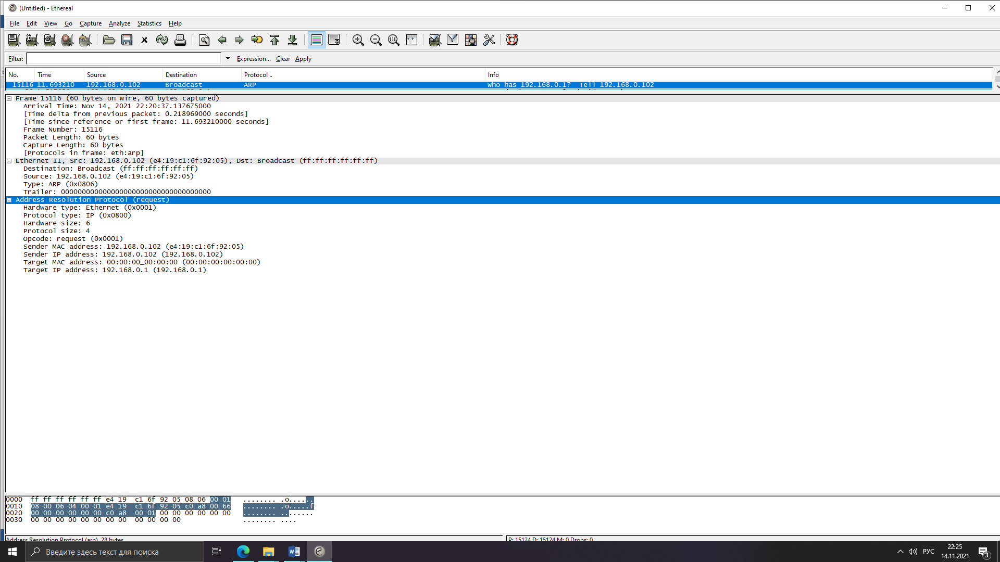 (Untitled) - Ethereal
File Edit View Go Capture Analyze Statistics Help
Filter: Expression... Clear Apply
No. Time Source Destination Protocol Info
15116 11.693210 192.168.0.102 Broadcast ARP Who has 192.168.0.1? Tell 192.168.0.102
Frame 15116 (60 bytes on wire, 60 bytes captured)
Arrival Time: Nov 14, 2021 22:20:37.137675000
[Time delta from previous packet: 0.218969000 seconds]
[Time since reference or first frame: 11.693210000 seconds]
Frame Number: 15116
Packet Length: 60 bytes
Capture Length: 60 bytes
[Protocols in frame: eth:arp]
Ethernet II, Src: 192.168.0.102 (e4:19:c1:6f:92:05), Dst: Broadcast (ff:ff:ff:ff:ff:ff)
Destination: Broadcast (ff:ff:ff:ff:ff:ff)
Source: 192.168.0.102 (e4:19:c1:6f:92:05)
Type: ARP (0x0806)
Trailer: 000000000000000000000000000000000000
Address Resolution Protocol (request)
Hardware type: Ethernet (0x0001)
Protocol type: IP (0x0800)
Hardware size: 6
Protocol size: 4
Opcode: request (0x0001)
Sender MAC address: 192.168.0.102 (e4:19:c1:6f:92:05)
Sender IP address: 192.168.0.102 (192.168.0.102)
Target MAC address: 00:00:00_00:00:00 (00:00:00:00:00:00)
Target IP address: 192.168.0.1 (192.168.0.1)
0000 ff ff ff ff ff ff e4 19 c1 6f 92 05 08 06 00 01 ........ .o......
0010 08 00 06 04 00 01 e4 19 c1 6f 92 05 c0 a8 00 66 ........ .o.....f
0020 00 00 00 00 00 00 c0 a8 00 01 00 00 00 00 00 00 ........ ........
0030 00 00 00 00 00 00 00 00 00 00 00 00 ........ ....
Address Resolution Protocol (arp), 28 bytes P: 15124 D: 15124 M: 0 Drops: 0
Введите здесь текст для поиска
РУС
22:25
14.11.2021
3